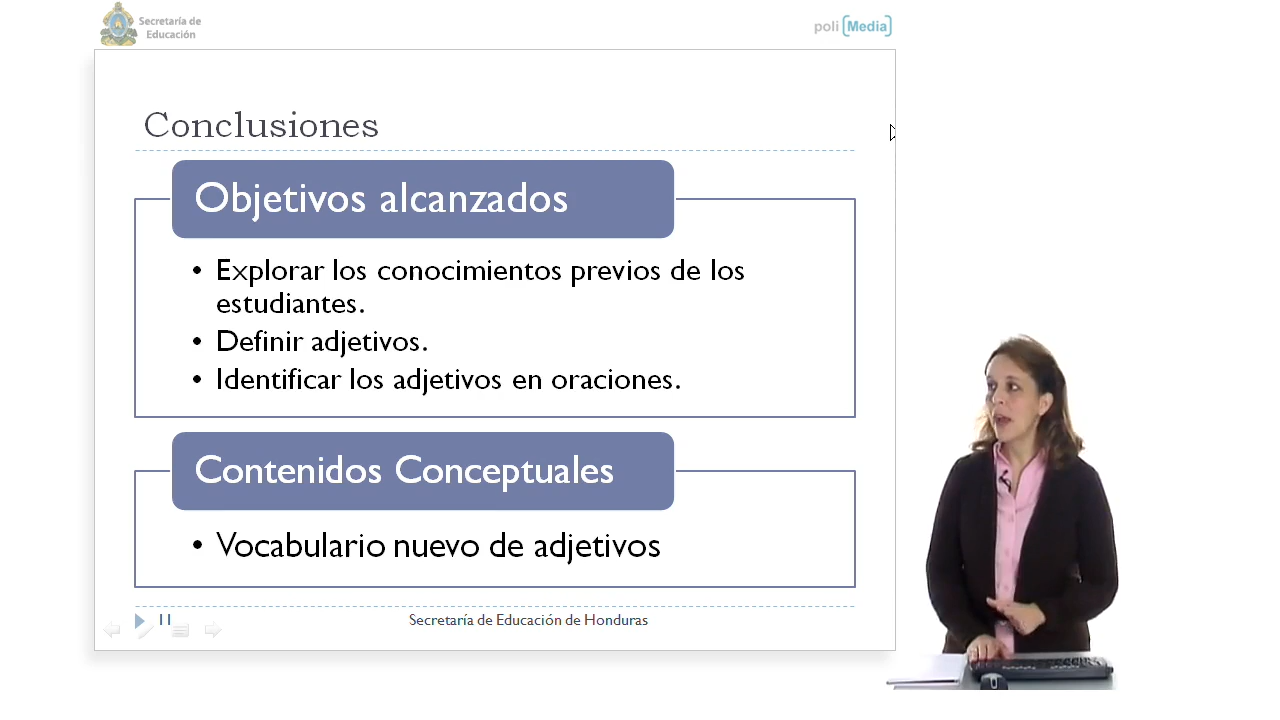 Secretaría de
Educación
poli [Media]
Conclusiones
Objetivos alcanzados
• Explorar los conocimientos previos de los
estudiantes.
• Definir adjetivos.
• Identificar los adjetivos en oraciones.
Contenidos Conceptuales
• Vocabulario nuevo de adjetivos
11
Secretaría de Educación de Honduras